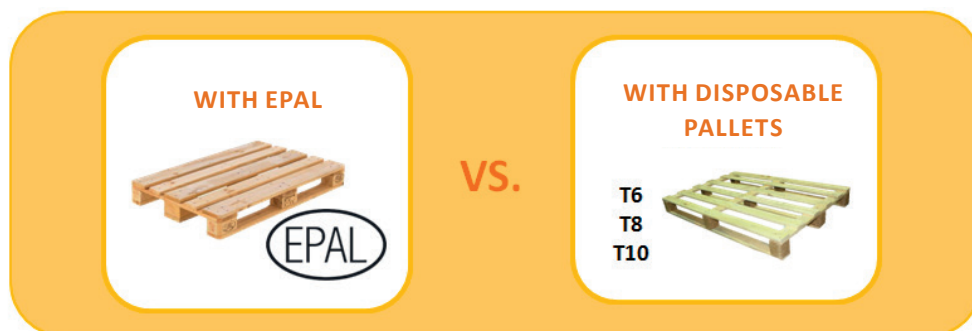 WITH EPAL
EPAL
VS.
WITH DISPOSABLE
PALLETS
T6
T8
T10